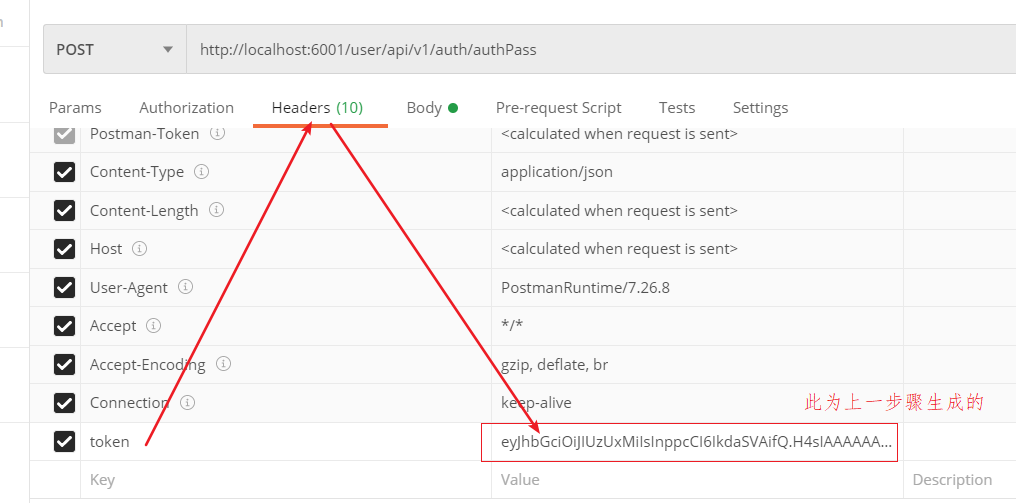 POST http://localhost:6001/user/api/v1/auth/authPass
Params Authorization Headers (10) Body Pre-request Script Tests Settings
Postman-Token <calculated when request is sent>
Content-Type application/json
Content-Length <calculated when request is sent>
Host <calculated when request is sent>
User-Agent PostmanRuntime/7.26.8
Accept */*
Accept-Encoding gzip, deflate, br
Connection keep-alive 此为上一步骤生成的
token eyJhbGciOiJIUzUxMiIsInppcCI6IkdaSVAifQ.H4sIAAAAAA...
Key Value Description